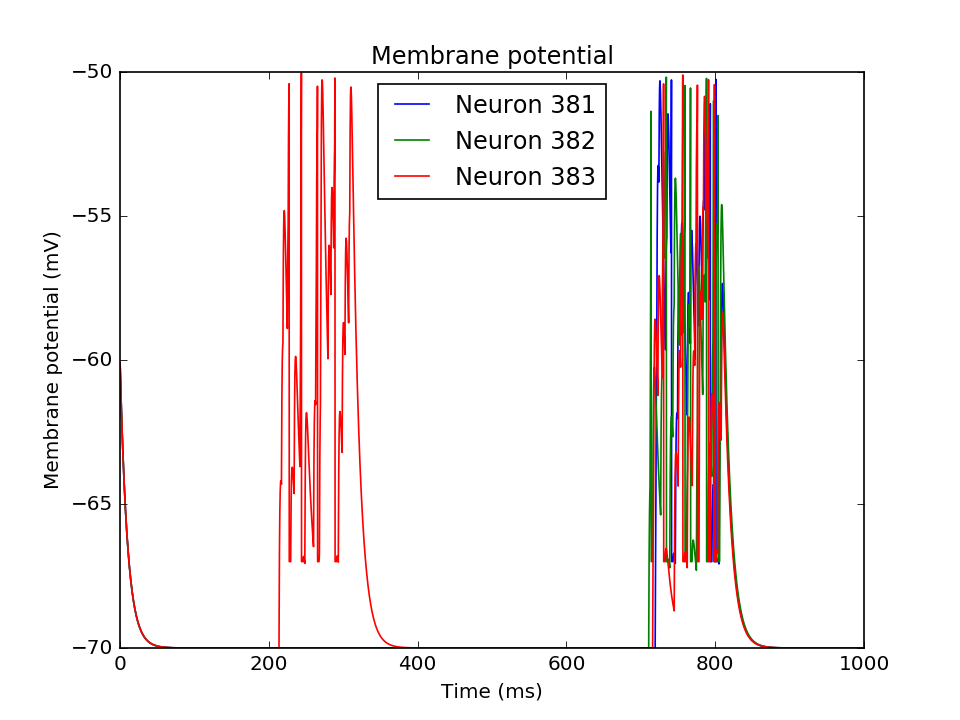 Membrane potential
−50
−55
−60
−65
−70
Membrane potential (mV)
Neuron 381
Neuron 382
Neuron 383
0
200
400
600
800
1000
Time (ms)